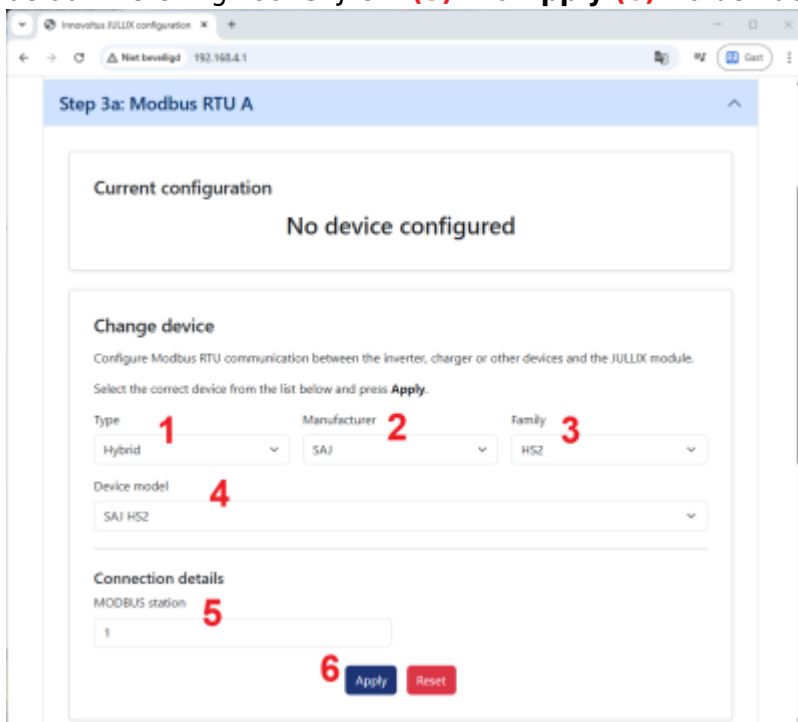 Innovoltus JULLIX configuration
Niet beveiligd 192.168.4.1
Gast
Step 3a: Modbus RTU A
Current configuration
No device configured
Change device
Configure Modbus RTU communication between the inverter, charger or other devices and the JULLIX module.
Select the correct device from the list below and press Apply.
Type 1 Manufacturer 2 Family 3
Hybrid SAJ HS2
Device model 4
SAJ HS2
Connection details
MODBUS station 5
1
6 Apply Reset